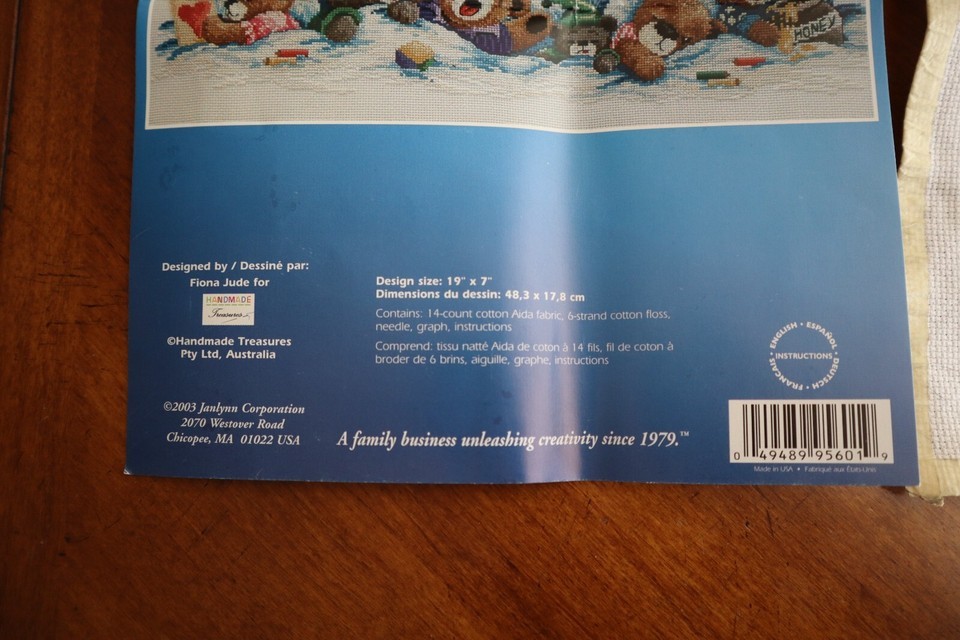 HONEY
Designed by / Dessiné par:
Fiona Jude for
HANDMADE
Treasures
©Handmade Treasures
Pty Ltd, Australia
©2003 Janlynn Corporation
2070 Westover Road
Chicopee, MA 01022 USA
Design size: 19" x 7"
Dimensions du dessin: 48,3 x 17,8 cm
Contains: 14-count cotton Aida fabric, 6-strand cotton floss,
needle, graph, instructions
Comprend: tissu natté Aida de coton à 14 fils, fil de coton à
broder de 6 brins, aiguille, graphe, instructions
A family business unleashing creativity since 1979.™
ENGLISH • ESPAÑOL • DEUTSCH • FRANÇAIS •
INSTRUCTIONS
0 49489 95601 9
Made in USA • Fabriqué aux États-Unis